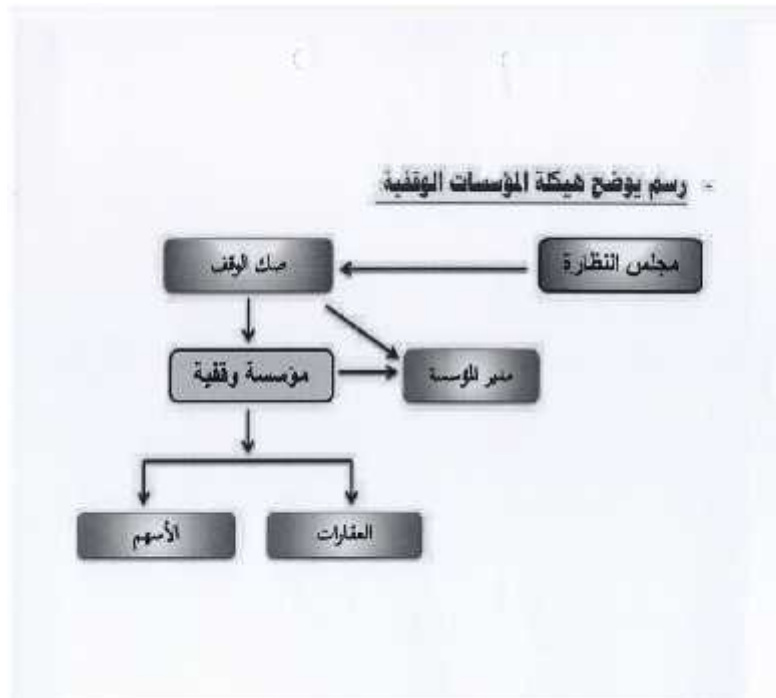 - رسم يوضح هيكلة المؤسسات الوقفية
مجلس النظارة
صك الوقف
مدير المؤسسة
مؤسسة وقفية
العقارات
الأسهم